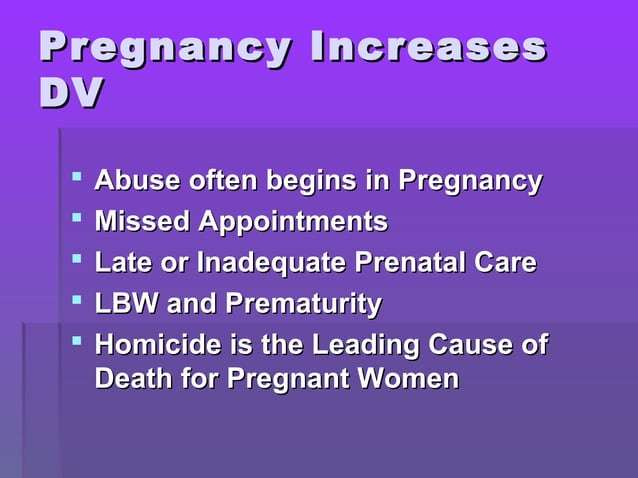 Pregnancy Increases
DV
▪ Abuse often begins in Pregnancy
▪ Missed Appointments
▪ Late or Inadequate Prenatal Care
▪ LBW and Prematurity
▪ Homicide is the Leading Cause of
Death for Pregnant Women